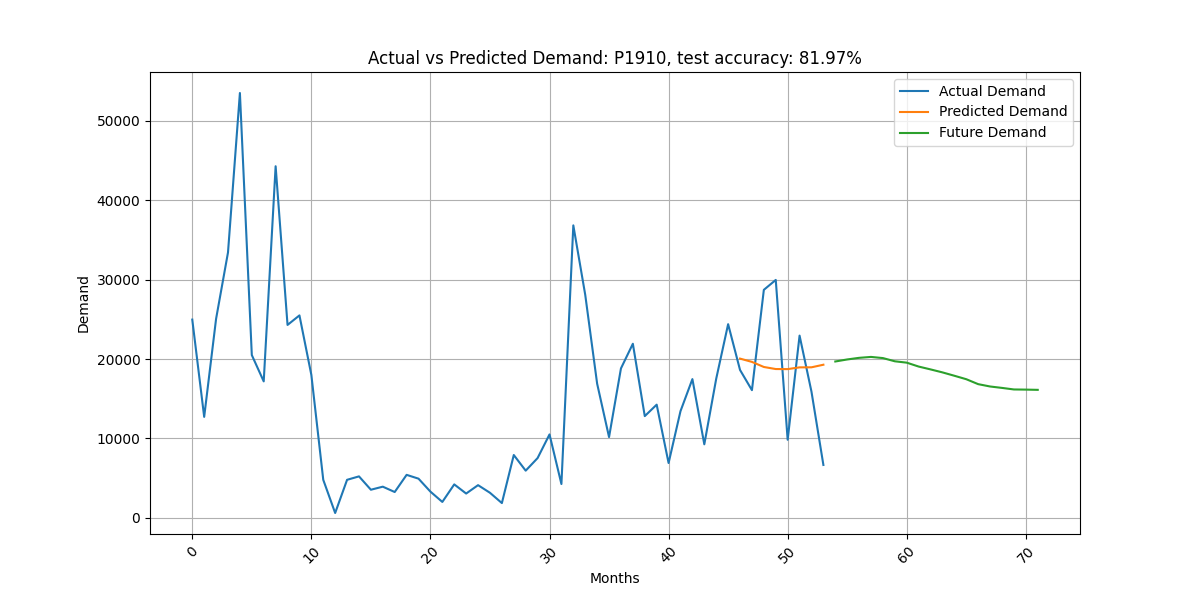 Actual vs Predicted Demand: P1910, test accuracy: 81.97%
Actual Demand
Predicted Demand
Future Demand
Demand
50000
40000
30000
20000
10000
0
0 10 20 30 40 50 60 70
Months